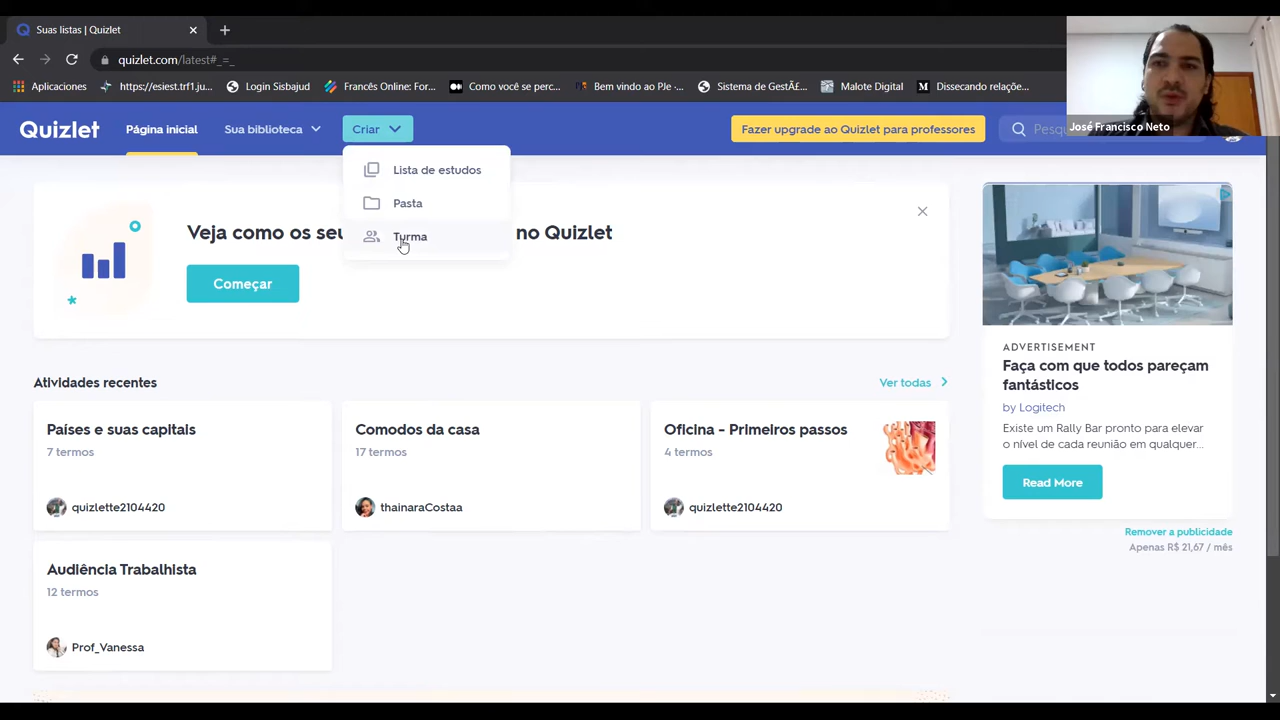 Suas listas | Quizlet
quizlet.com/latest#_=_
Aplicaciones
https://esiest.trf1.ju...
Login Sisbajud
Francés Online: For...
Como você se perc...
Bem vindo ao PJe -...
Sistema de GestÃ£...
Malote Digital
Dissecando relaçõe...
Quizlet
Página inicial
Sua biblioteca
Criar
Fazer upgrade ao Quizlet para professores
José Francisco Neto
Lista de estudos
Pasta
Turma
Veja como os seu
no Quizlet
Começar
Atividades recentes
Ver todas
Países e suas capitais
7 termos
quizlette2104420
Comodos da casa
17 termos
thainaraCostaa
Oficina - Primeiros passos
4 termos
quizlette2104420
Audiência Trabalhista
12 termos
Prof_Vanessa
ADVERTISEMENT
Faça com que todos pareçam
fantásticos
by Logitech
Existe um Rally Bar pronto para elevar
o nível de cada reunião em qualquer...
Read More
Remover a publicidade
Apenas R$ 21,67 / mês